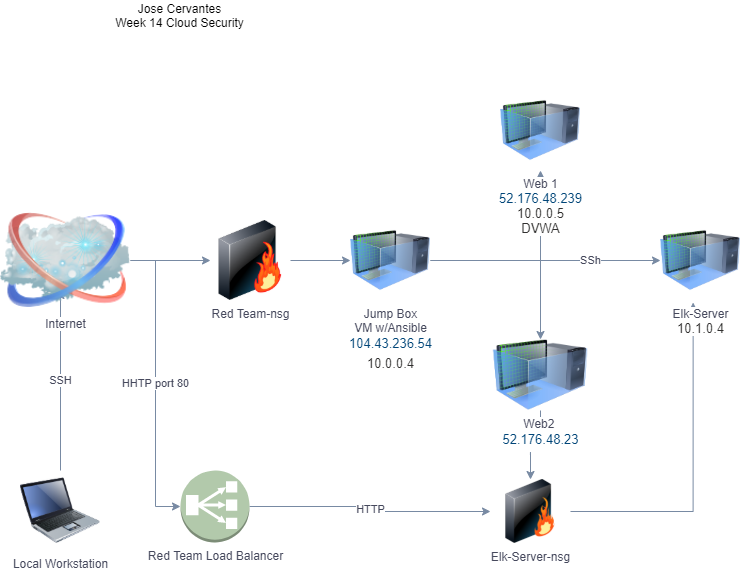 Jose Cervantes
Week 14 Cloud Security
Web 1
52.176.48.239
10.0.0.5
DVWA
SSh
Internet
Red Team-nsg
Jump Box
VM w/Ansible
104.43.236.54
10.0.0.4
Elk-Server
10.1.0.4
SSH
HHTP port 80
Web2
52.176.48.23
HTTP
Local Workstation
Red Team Load Balancer
Elk-Server-nsg